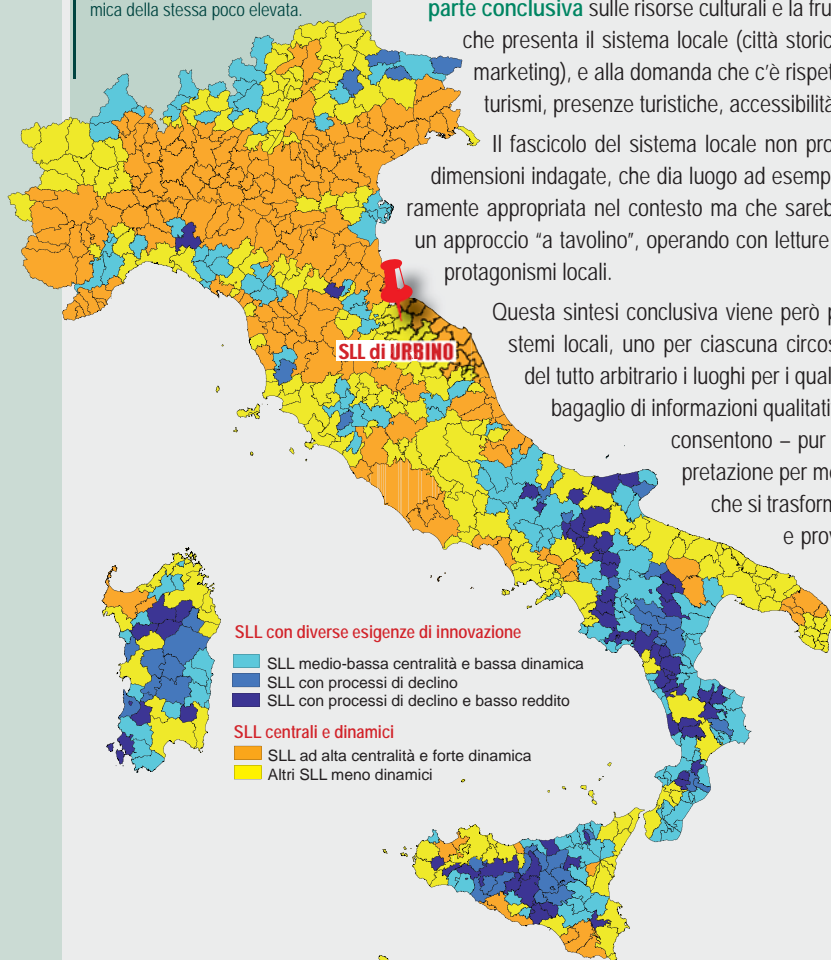 mica della stessa poco elevata.
parte conclusiva sulle risorse culturali e la fru
che presenta il sistema locale (città storic
marketing), e alla domanda che c'è rispet
turismi, presenze turistiche, accessibilità
Il fascicolo del sistema locale non pro
dimensioni indagate, che dia luogo ad esemp
ramente appropriata nel contesto ma che sareb
un approccio "a tavolino", operando con letture
protagonismi locali.
Questa sintesi conclusiva viene però p
stemi locali, uno per ciascuna circos
del tutto arbitrario i luoghi per i qual
bagaglio di informazioni qualitati
consentono – pur
pretazione per me
che si trasform
e prov
SLL di URBINO
SLL con diverse esigenze di innovazione
SLL medio-bassa centralità e bassa dinamica
SLL con processi di declino
SLL con processi di declino e basso reddito
SLL centrali e dinamici
SLL ad alta centralità e forte dinamica
Altri SLL meno dinamici